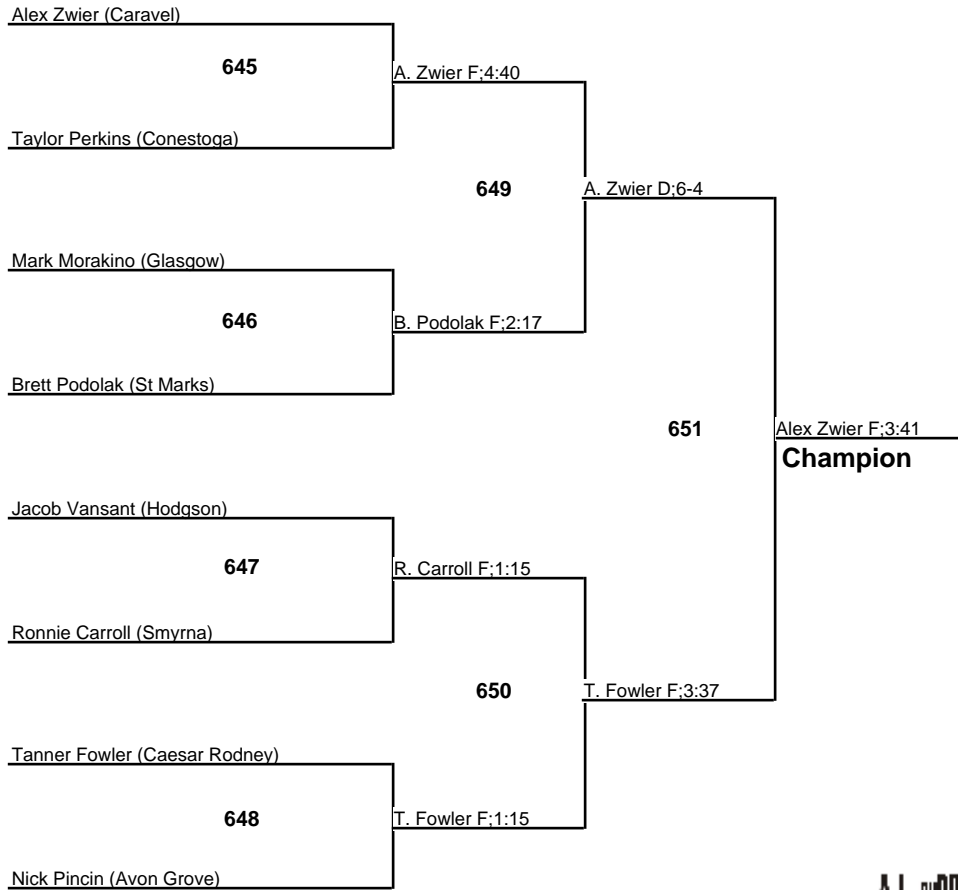 Alex Zwier (Caravel)
645
A. Zwier F;4:40
Taylor Perkins (Conestoga)
649
A. Zwier D;6-4
Mark Morakino (Glasgow)
646
B. Podolak F;2:17
Brett Podolak (St Marks)
651
Alex Zwier F;3:41
Champion
Jacob Vansant (Hodgson)
647
R. Carroll F;1:15
Ronnie Carroll (Smyrna)
650
T. Fowler F;3:37
Tanner Fowler (Caesar Rodney)
648
T. Fowler F;1:15
Nick Pincin (Avon Grove)